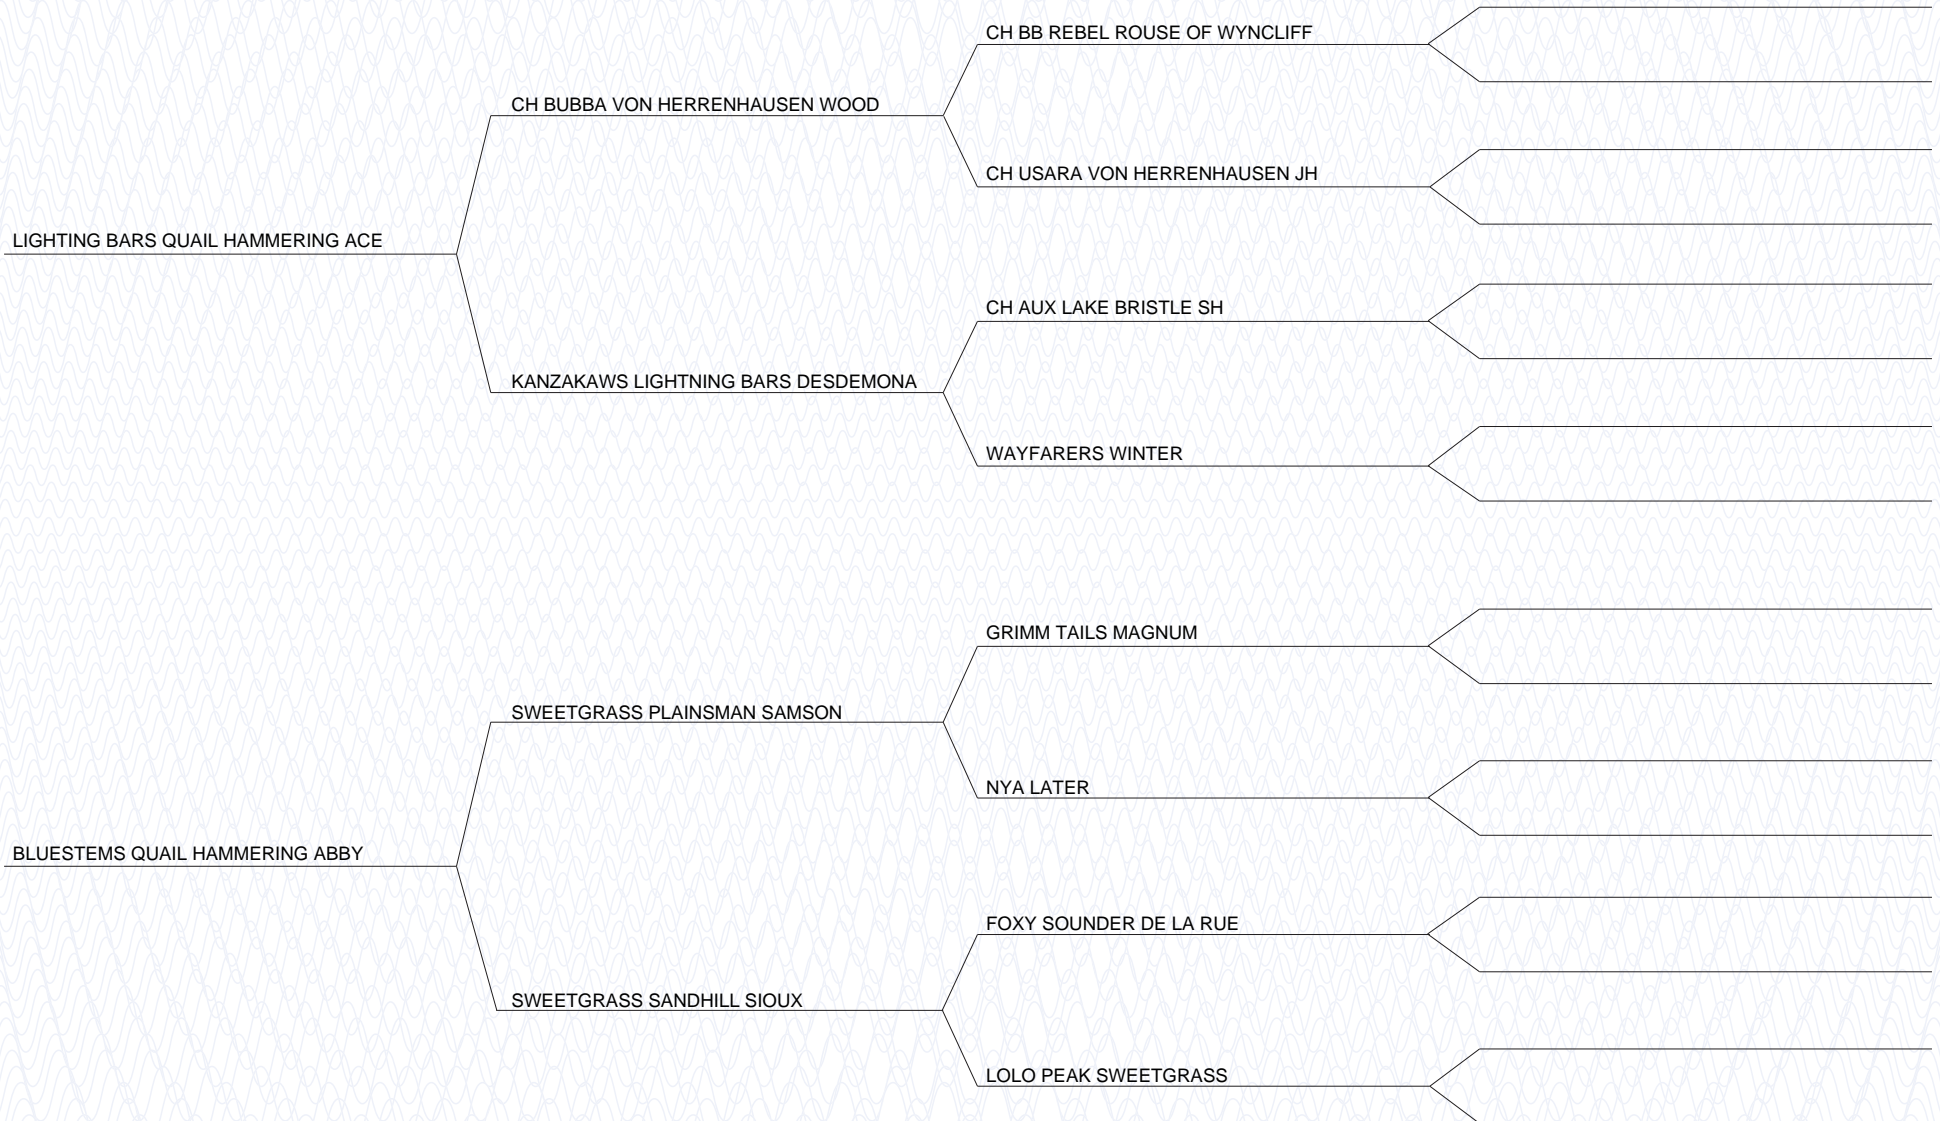 CH BB REBEL ROUSE OF WYNCLIFF
CH BUBBA VON HERRENHAUSEN WOOD
CH USARA VON HERRENHAUSEN JH
LIGHTING BARS QUAIL HAMMERING ACE
CH AUX LAKE BRISTLE SH
KANZAKAWS LIGHTNING BARS DESDEMONA
WAYFARERS WINTER
GRIMM TAILS MAGNUM
SWEETGRASS PLAINSMAN SAMSON
NYA LATER
BLUESTEMS QUAIL HAMMERING ABBY
FOXY SOUNDER DE LA RUE
SWEETGRASS SANDHILL SIOUX
LOLO PEAK SWEETGRASS